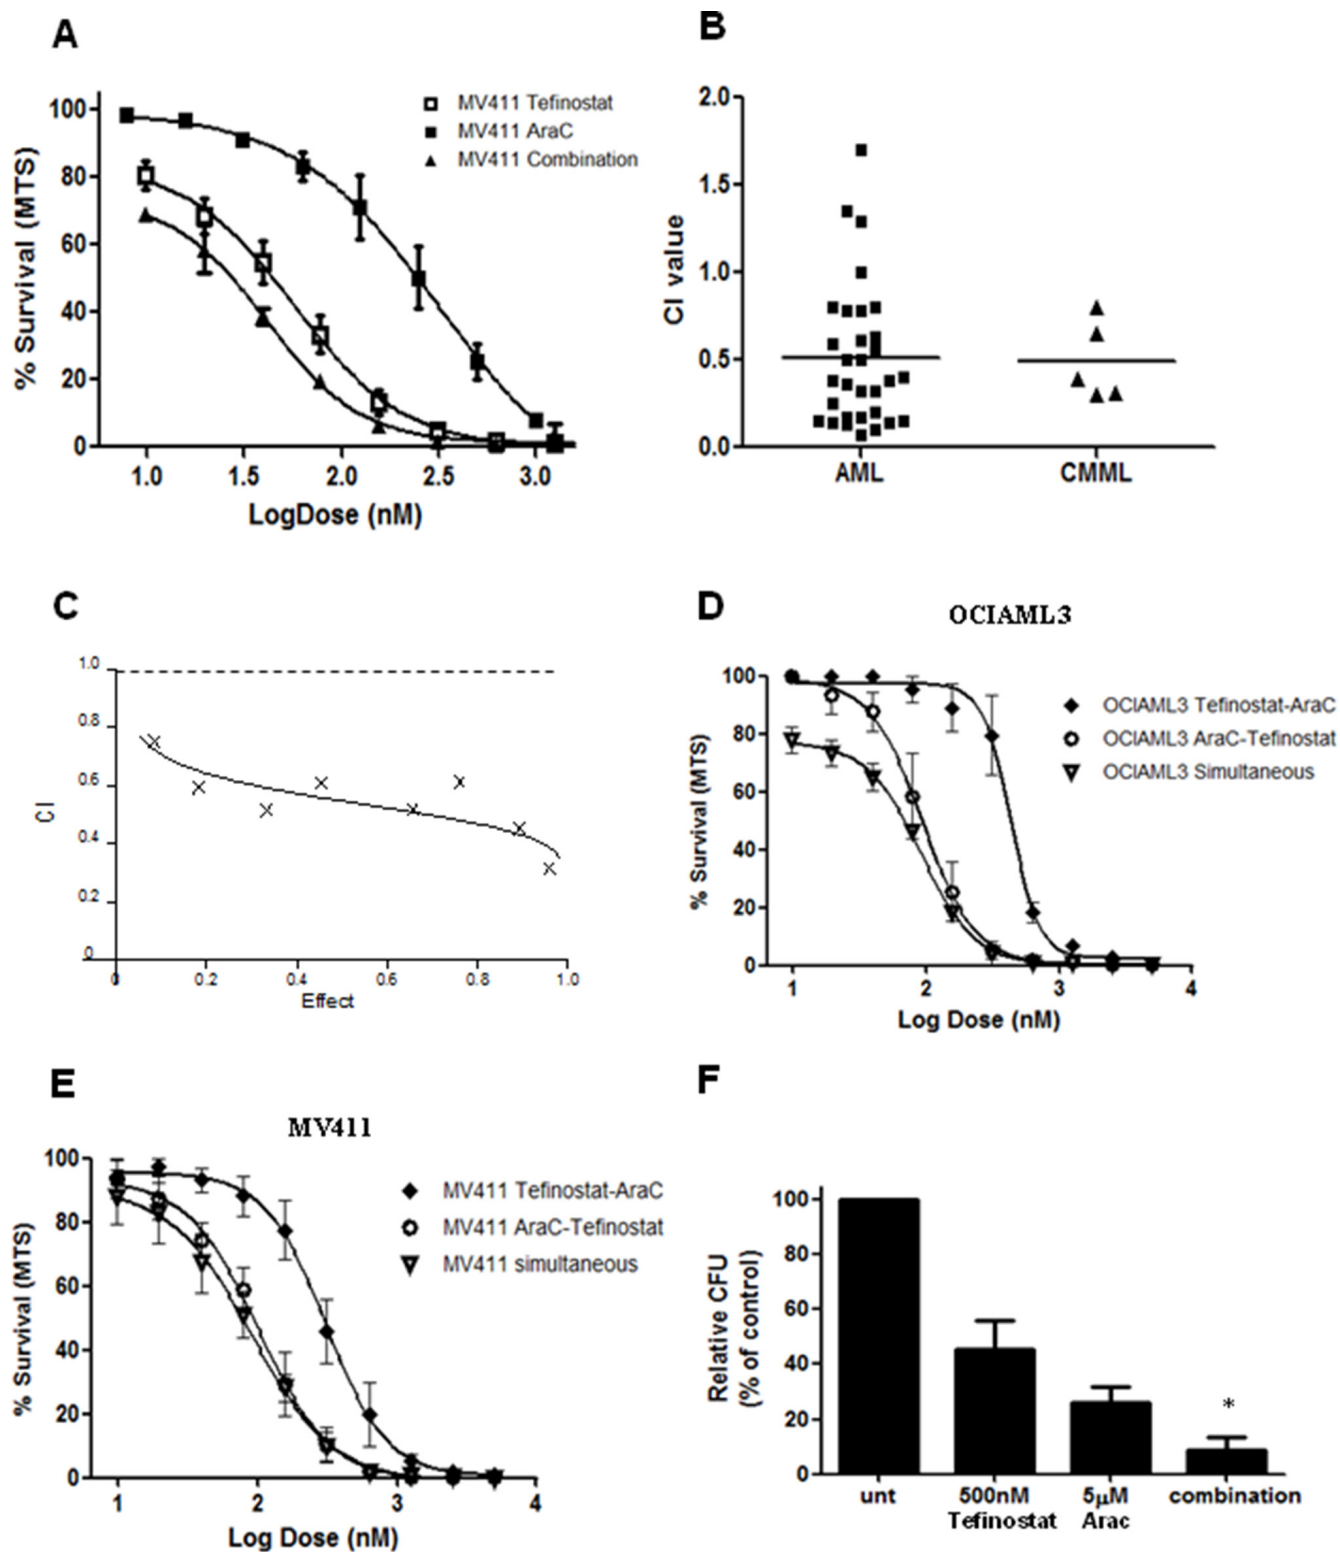 A
% Survival (MTS)
100
80
60
40
20
0
1.0 1.5 2.0 2.5 3.0
LogDose (nM)
MV411 Tefinostat
MV411 AraC
MV411 Combination
B
CI value
2.0
1.5
1.0
0.5
0.0
AML CMML
C
CI
1.0
0.8
0.6
0.4
0.2
0
0 0.2 0.4 0.6 0.8 1.0
Effect
D
OCIAML3
% Survival (MTS)
100
80
60
40
20
0
1 2 3 4
Log Dose (nM)
OCIAML3 Tefinostat-AraC
OCIAML3 AraC-Tefinostat
OCIAML3 Simultaneous
E
MV411
% Survival (MTS)
100
80
60
40
20
0
1 2 3 4
Log Dose (nM)
MV411 Tefinostat-AraC
MV411 AraC-Tefinostat
MV411 simultaneous
F
Relative CFU
(% of control)
100
80
60
40
20
0
*
unt 500nM 5μM combination
Tefinostat Arac